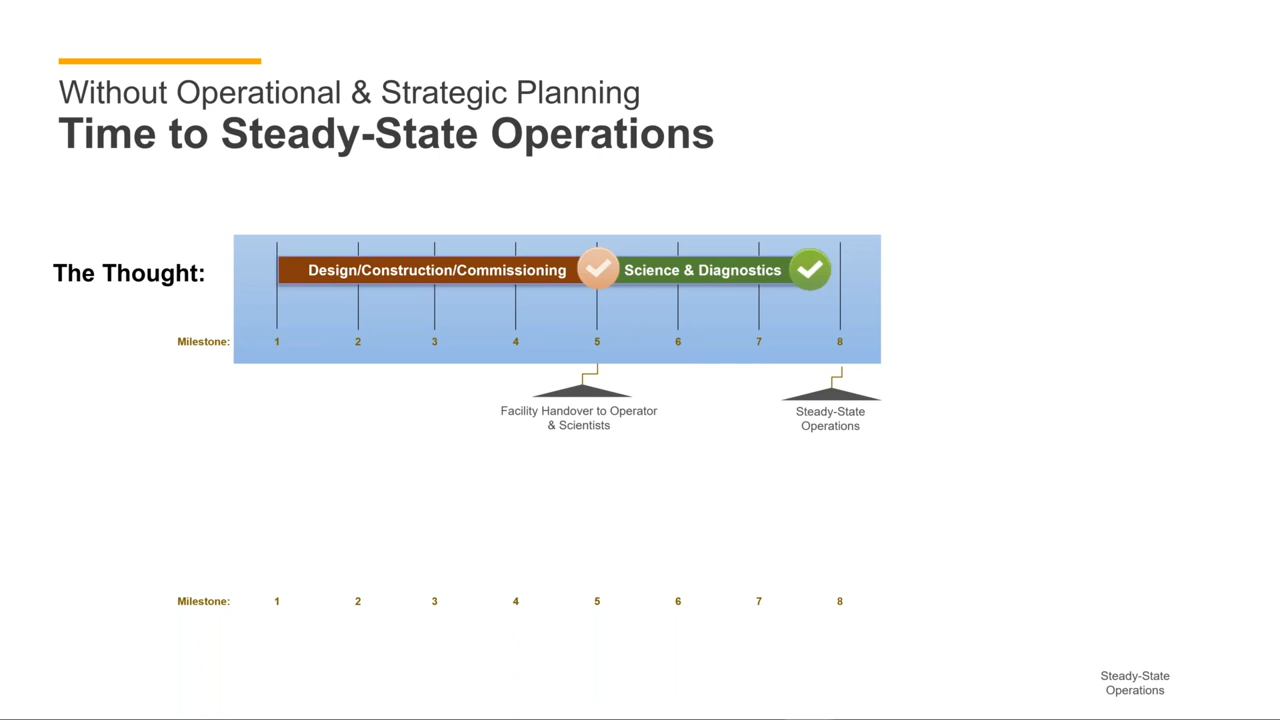 Without Operational & Strategic Planning
Time to Steady-State Operations
The Thought:
Design/Construction/Commissioning
Science & Diagnostics
Milestone: 1 2 3 4 5 6 7 8
Facility Handover to Operator
& Scientists
Steady-State
Operations
Milestone: 1 2 3 4 5 6 7 8
Steady-State
Operations